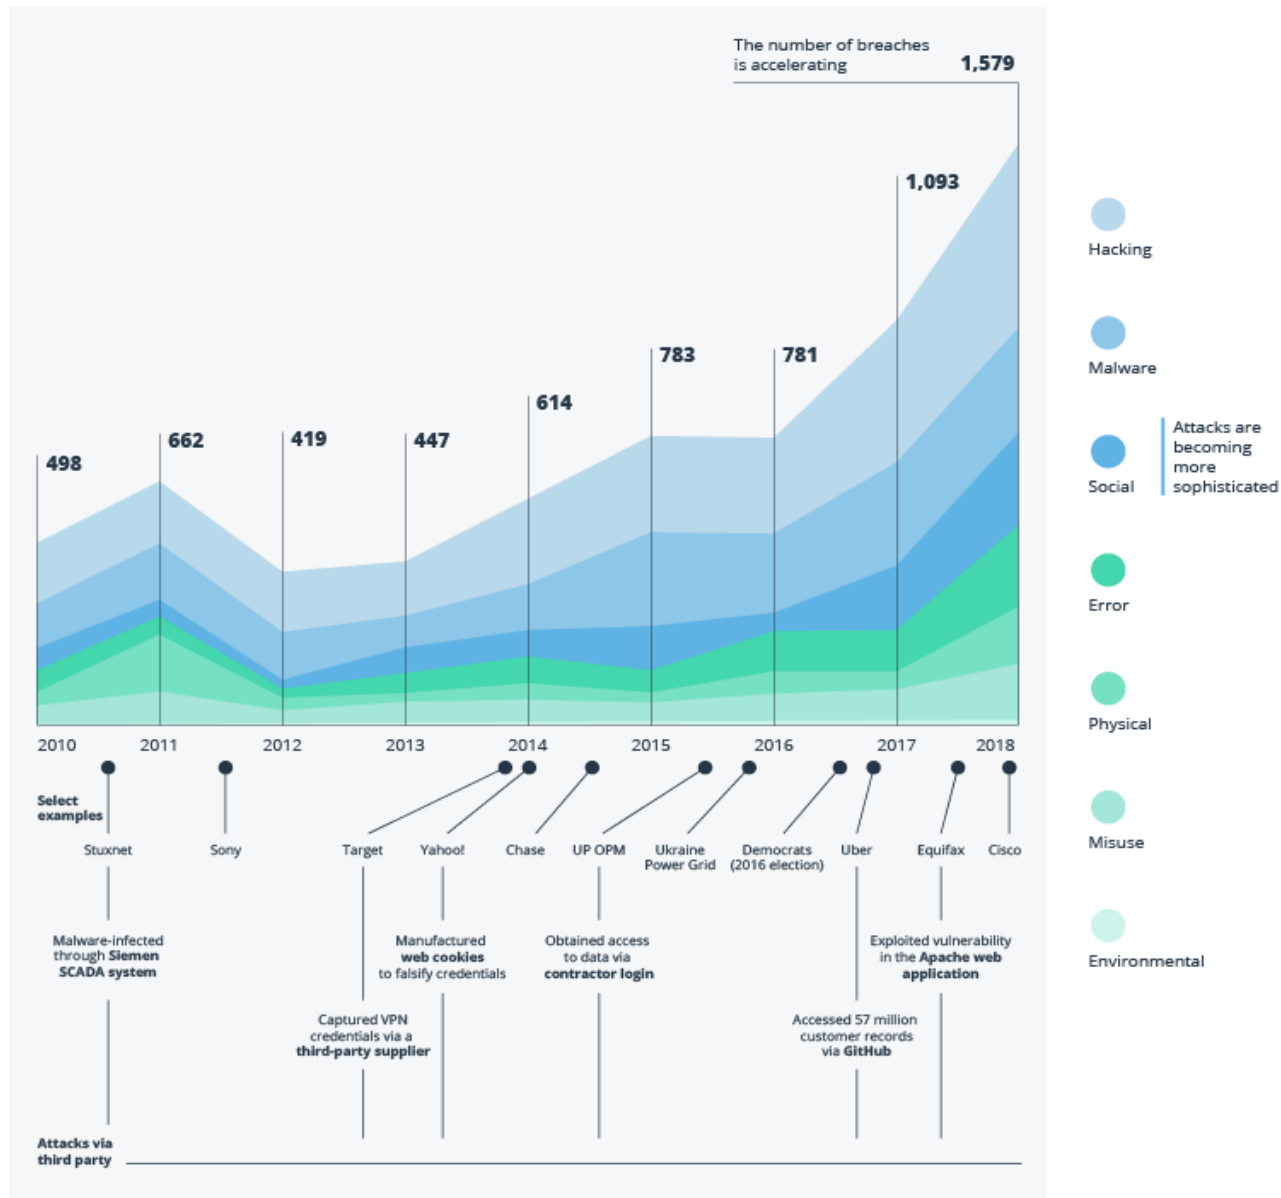 The number of breaches
is accelerating
1,579
1,093
783
781
614
662
419
447
498
2010
2011
2012
2013
2014
2015
2016
2017
2018
Select
examples
Stuxnet
Sony
Target
Yahoo!
Chase
UP OPM
Ukraine
Power Grid
Democrats
(2016 election)
Uber
Equifax
Cisco
Malware-infected
through Siemen
SCADA system
Manufactured
web cookies
to falsify credentials
Obtained access
to data via
contractor login
Exploited vulnerability
in the Apache web
application
Captured VPN
credentials via a
third-party supplier
Accessed 57 million
customer records
via GitHub
Attacks via
third party
Hacking
Malware
Social
Attacks are
becoming
more
sophisticated
Error
Physical
Misuse
Environmental